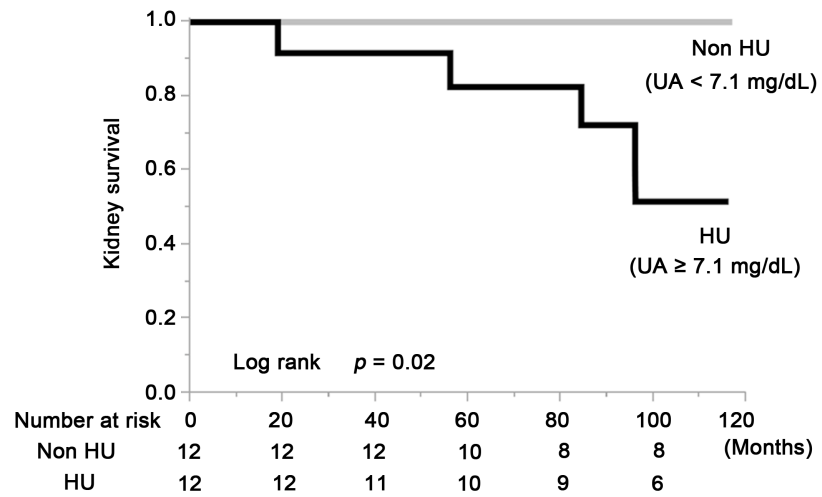 1.0
Non HU
(UA < 7.1 mg/dL)
0.8
Kidney survival
0.6
0.4
HU
(UA ≥ 7.1 mg/dL)
0.2
Log rank p = 0.02
0.0
Number at risk 0 20 40 60 80 100 120
Non HU 12 12 12 10 8 8 (Months)
HU 12 12 11 10 9 6